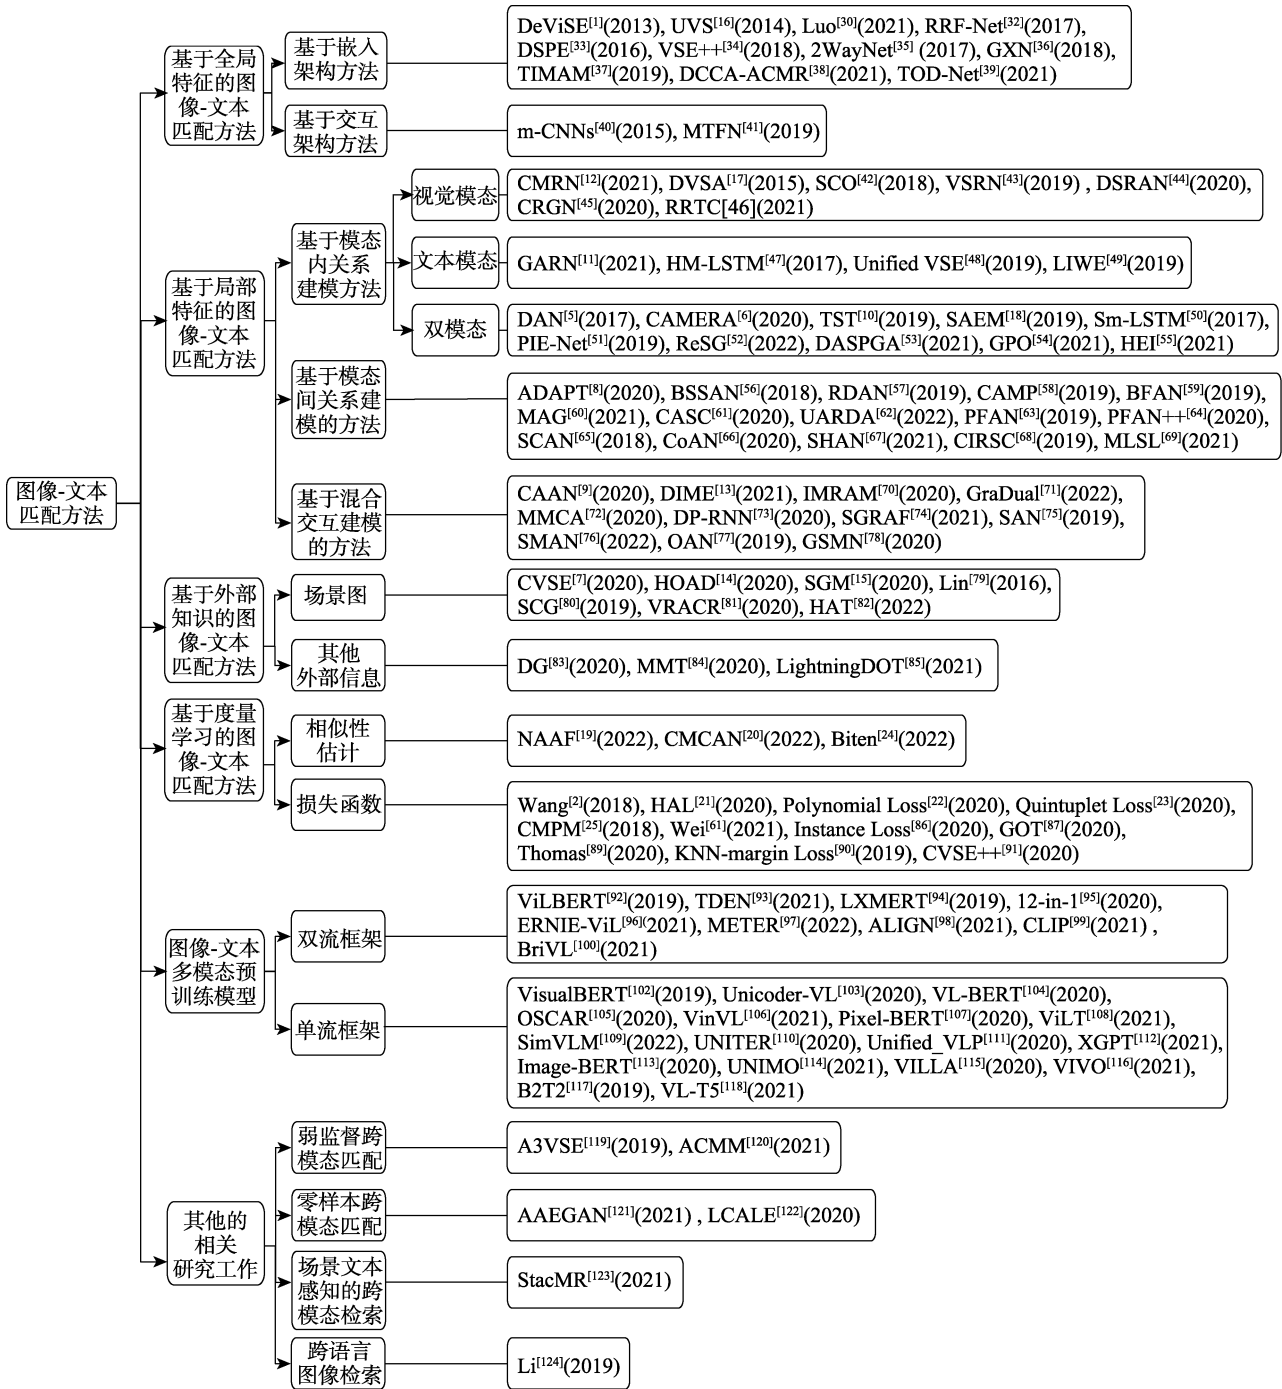 图像-文本
匹配方法
基于全局
特征的图
像-文本
匹配方法
基于嵌入
架构方法
DeViSE[1](2013), UVS[16](2014), Luo[30](2021), RRF-Net[32](2017),
DSPE[33](2016), VSE++[34](2018), 2WayNet[35] (2017), GXN[36](2018),
TIMAM[37](2019), DCCA-ACMR[38](2021), TOD-Net[39](2021)
基于交互
架构方法
m-CNNs[40](2015), MTFN[41](2019)
基于局部
特征的图
像-文本
匹配方法
基于模态
内关系
建模方法
视觉模态
CMRN[12](2021), DVSA[17](2015), SCO[42](2018), VSRN[43](2019) , DSRAN[44](2020),
CRGN[45](2020), RRTC[46](2021)
文本模态
GARN[11](2021), HM-LSTM[47](2017), Unified VSE[48](2019), LIWE[49](2019)
双模态
DAN[5](2017), CAMERA[6](2020), TST[10](2019), SAEM[18](2019), Sm-LSTM[50](2017),
PIE-Net[51](2019), ReSG[52](2022), DASPGA[53](2021), GPO[54](2021), HEI[55](2021)
基于模态
间关系建
模的方法
ADAPT[8](2020), BSSAN[56](2018), RDAN[57](2019), CAMP[58](2019), BFAN[59](2019),
MAG[60](2021), CASC[61](2020), UARDA[62](2022), PFAN[63](2019), PFAN++[64](2020),
SCAN[65](2018), CoAN[66](2020), SHAN[67](2021), CIRSC[68](2019), MLSL[69](2021)
基于混合
交互建模
的方法
CAAN[9](2020), DIME[13](2021), IMRAM[70](2020), GraDual[71](2022),
MMCA[72](2020), DP-RNN[73](2020), SGRAF[74](2021), SAN[75](2019),
SMAN[76](2022), OAN[77](2019), GSMN[78](2020)
基于外部
知识的图
像-文本
匹配方法
场景图
CVSE[7](2020), HOAD[14](2020), SGM[15](2020), Lin[79](2016),
SCG[80](2019), VRACR[81](2020), HAT[82](2022)
其他
外部信息
DG[83](2020), MMT[84](2020), LightningDOT[85](2021)
基于度量
学习的图
像-文本
匹配方法
相似性
估计
NAAF[19](2022), CMCAN[20](2022), Biten[24](2022)
损失函数
Wang[2](2018), HAL[21](2020), Polynomial Loss[22](2020), Quintuplet Loss[23](2020),
CMPM[25](2018), Wei[61](2021), Instance Loss[86](2020), GOT[87](2020),
Thomas[89](2020), KNN-margin Loss[90](2019), CVSE++[91](2020)
图像-文本
多模态预
训练模型
双流框架
ViLBERT[92](2019), TDEN[93](2021), LXMERT[94](2019), 12-in-1[95](2020),
ERNIE-ViL[96](2021), METER[97](2022), ALIGN[98](2021), CLIP[99](2021) ,
BriVL[100](2021)
单流框架
VisualBERT[102](2019), Unicoder-VL[103](2020), VL-BERT[104](2020),
OSCAR[105](2020), VinVL[106](2021), Pixel-BERT[107](2020), ViLT[108](2021),
SimVLM[109](2022), UNITER[110](2020), Unified_VLP[111](2020), XGPT[112](2021),
Image-BERT[113](2020), UNIMO[114](2021), VILLA[115](2020), VIVO[116](2021),
B2T2[117](2019), VL-T5[118](2021)
其他的
相关
研究工作
弱监督跨
模态匹配
A3VSE[119](2019), ACMM[120](2021)
零样本跨
模态匹配
AAEGAN[121](2021) , LCALE[122](2020)
场景文本
感知的跨
模态检索
StacMR[123](2021)
跨语言
图像检索
Li[124](2019)